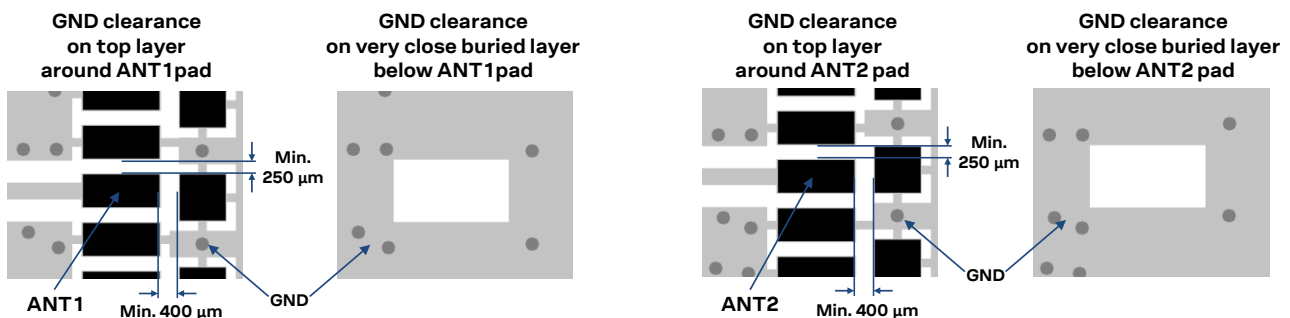 GND clearance
on top layer
around ANT1pad
GND clearance
on very close buried layer
below ANT1pad
Min.
250 µm
ANT1
Min. 400 µm
GND
GND clearance
on top layer
around ANT2 pad
GND clearance
on very close buried layer
below ANT2 pad
Min.
250 µm
ANT2
Min. 400 µm
GND